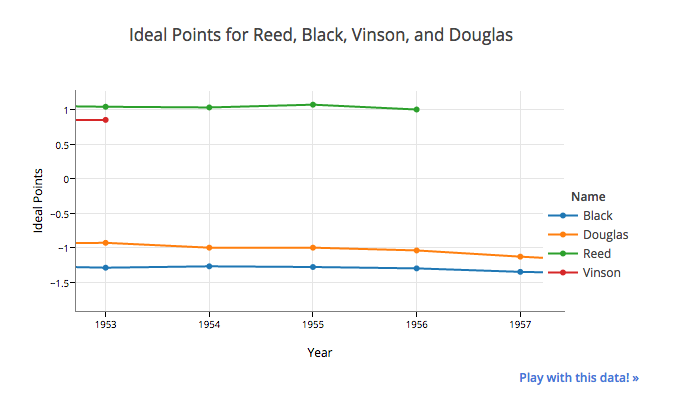 Ideal Points for Reed, Black, Vinson, and Douglas
1
0.5
0
−0.5
−1
−1.5
Ideal Points
1953 1954 1955 1956 1957
Year
Name
Black
Douglas
Reed
Vinson
Play with this data! »